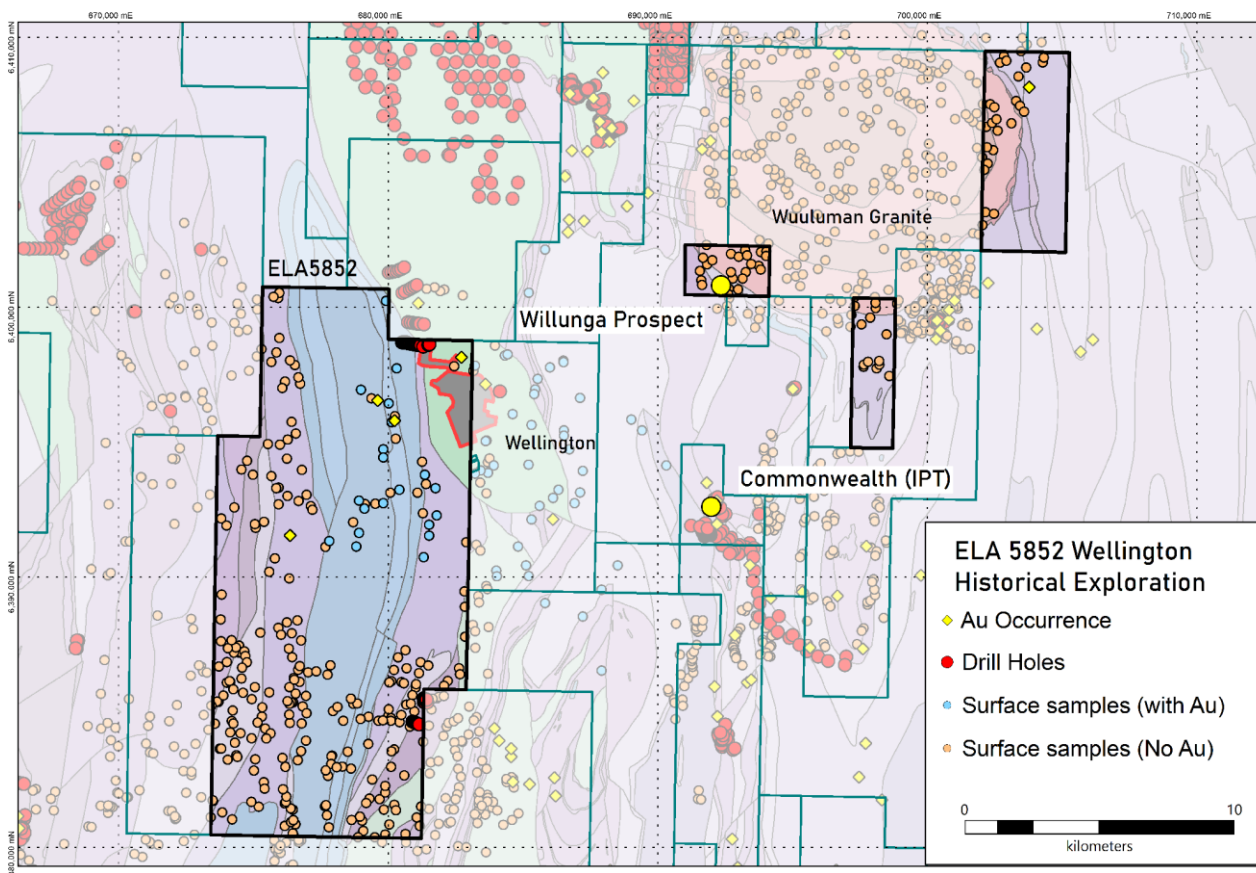 670,000 mE
680,000 mE
690,000 mE
700,000 mE
710,000 mE
6,410,000 mN
Wuuluman Granite
ELA5852
6,400,000 mN
Willunga Prospect
Wellington
Commonwealth (IPT)
6,390,000 mN
ELA 5852 Wellington
Historical Exploration
Au Occurrence
Drill Holes
Surface samples (with Au)
Surface samples (No Au)
0
10
kilometers
380,000 mN